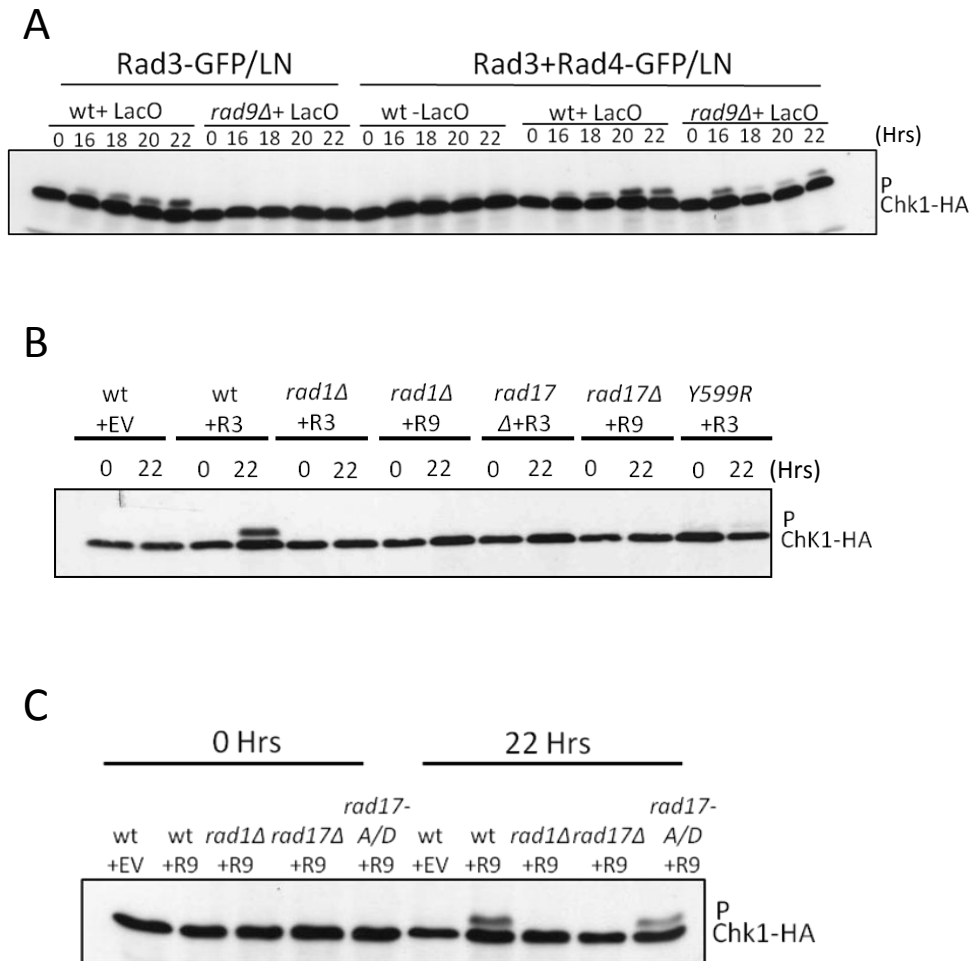 A
Rad3-GFP/LN Rad3+Rad4-GFP/LN
wt+ LacO rad9Δ+ LacO wt -LacO wt+ LacO rad9Δ+ LacO
0 16 18 20 22 0 16 18 20 22 0 16 18 20 22 0 16 18 20 22 0 16 18 20 22 (Hrs)
P
Chk1-HA
B
wt wt rad1Δ rad1Δ rad17 rad17Δ Y599R
+EV +R3 +R3 +R9 Δ+R3 +R9 +R3
0 22 0 22 0 22 0 22 0 22 0 22 0 22 (Hrs)
P
ChK1-HA
C
0 Hrs 22 Hrs
rad17- rad17-
wt wt rad1Δ rad17Δ A/D wt wt rad1Δ rad17Δ A/D
+EV +R9 +R9 +R9 +R9 +EV +R9 +R9 +R9 +R9
P
Chk1-HA